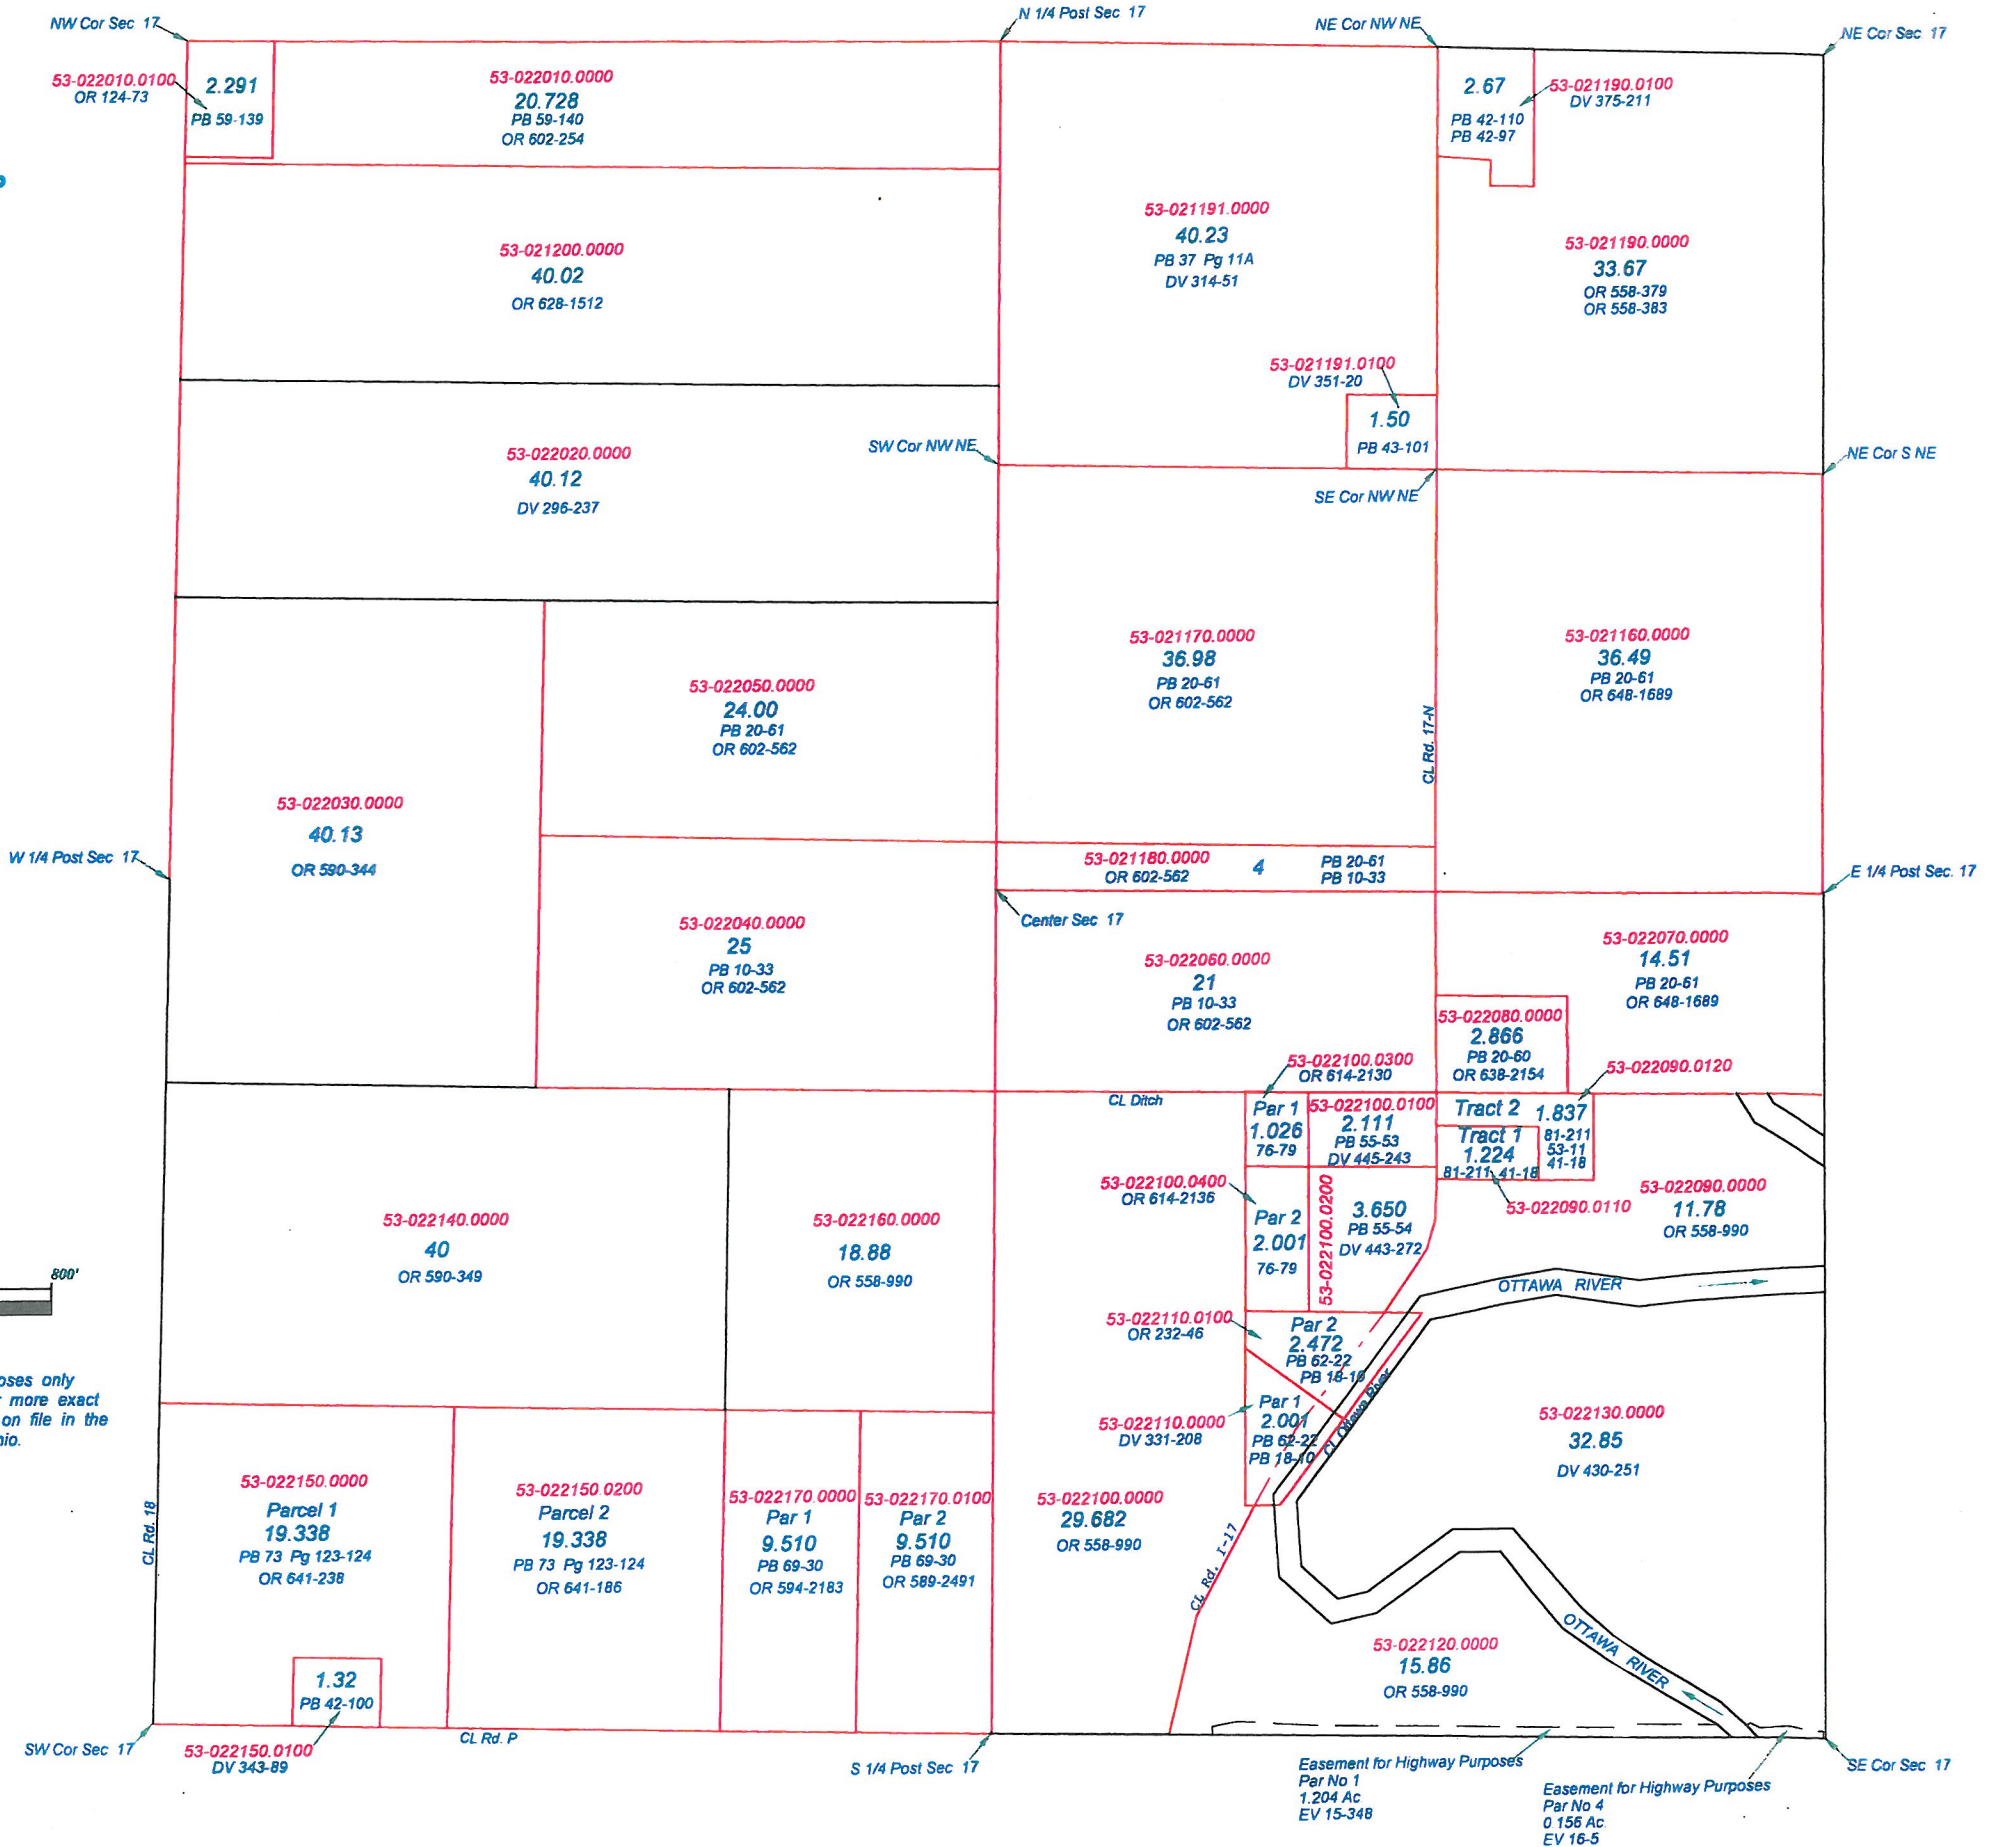 NW Cor Sec 17
N 1/4 Post Sec 17
NE Cor NW NE
NE Cor Sec 17
53-022010.0100
OR 124-73
2.291
PB 59-139
53-022010.0000
20.728
PB 59-140
OR 602-254
2.67
PB 42-110
PB 42-97
53-021190.0100
DV 375-211
53-021200.0000
40.02
OR 628-1512
53-021191.0000
40.23
PB 37 Pg 11A
DV 314-51
53-021190.0000
33.67
OR 558-379
OR 558-383
53-021191.0100
DV 351-20
1.50
PB 43-101
53-022020.0000
40.12
DV 296-237
SW Cor NW NE
SE Cor NW NE
NE Cor S NE
53-022050.0000
24.00
PB 20-61
OR 602-562
53-021170.0000
36.98
PB 20-61
OR 602-562
CL Rd. 17-N
53-021160.0000
36.49
PB 20-61
OR 648-1689
53-022030.0000
40.13
OR 590-344
W 1/4 Post Sec 17
53-021180.0000
OR 602-562
4
PB 20-61
PB 10-33
E 1/4 Post Sec. 17
Center Sec 17
53-022040.0000
25
PB 10-33
OR 602-562
53-022060.0000
21
PB 10-33
OR 602-562
53-022070.0000
14.51
PB 20-61
OR 648-1689
53-022080.0000
2.866
PB 20-60
OR 638-2154
53-022100.0300
OR 614-2130
53-022090.0120
CL Ditch
Par 1
1.026
76-79
53-022100.0100
2.111
PB 55-53
DV 445-243
Tract 2 1.837
81-211
53-11
41-18
Tract 1
1.224
81-211 41-18
53-022090.0110
53-022090.0000
11.78
OR 558-990
53-022100.0400
OR 614-2136
Par 2
2.001
76-79
53-022100.0200
3.650
PB 55-54
DV 443-272
53-022140.0000
40
OR 590-349
53-022160.0000
18.88
OR 558-990
800'
OTTAWA RIVER
53-022110.0100
OR 232-46
Par 2
2.472
PB 62-22
PB 18-10
CL Ottawa River
oses only
more exact
on file in the
io.
53-022110.0000
DV 331-208
Par 1
2.001
PB 62-22
PB 18-10
53-022130.0000
32.85
DV 430-251
CL Rd. 18
53-022150.0000
Parcel 1
19.338
PB 73 Pg 123-124
OR 641-238
53-022150.0200
Parcel 2
19.338
PB 73 Pg 123-124
OR 641-186
53-022170.0000
Par 1
9.510
PB 69-30
OR 594-2183
53-022170.0100
Par 2
9.510
PB 69-30
OR 589-2491
53-022100.0000
29.682
OR 558-990
CL Rd. I-17
53-022120.0000
15.86
OR 558-990
OTTAWA RIVER
1.32
PB 42-100
SW Cor Sec 17
53-022150.0100
DV 343-89
CL Rd. P
S 1/4 Post Sec 17
Easement for Highway Purposes
Par No 1
1.204 Ac
EV 15-348
Easement for Highway Purposes
Par No 4
0 156 Ac.
EV 16-5
SE Cor Sec 17